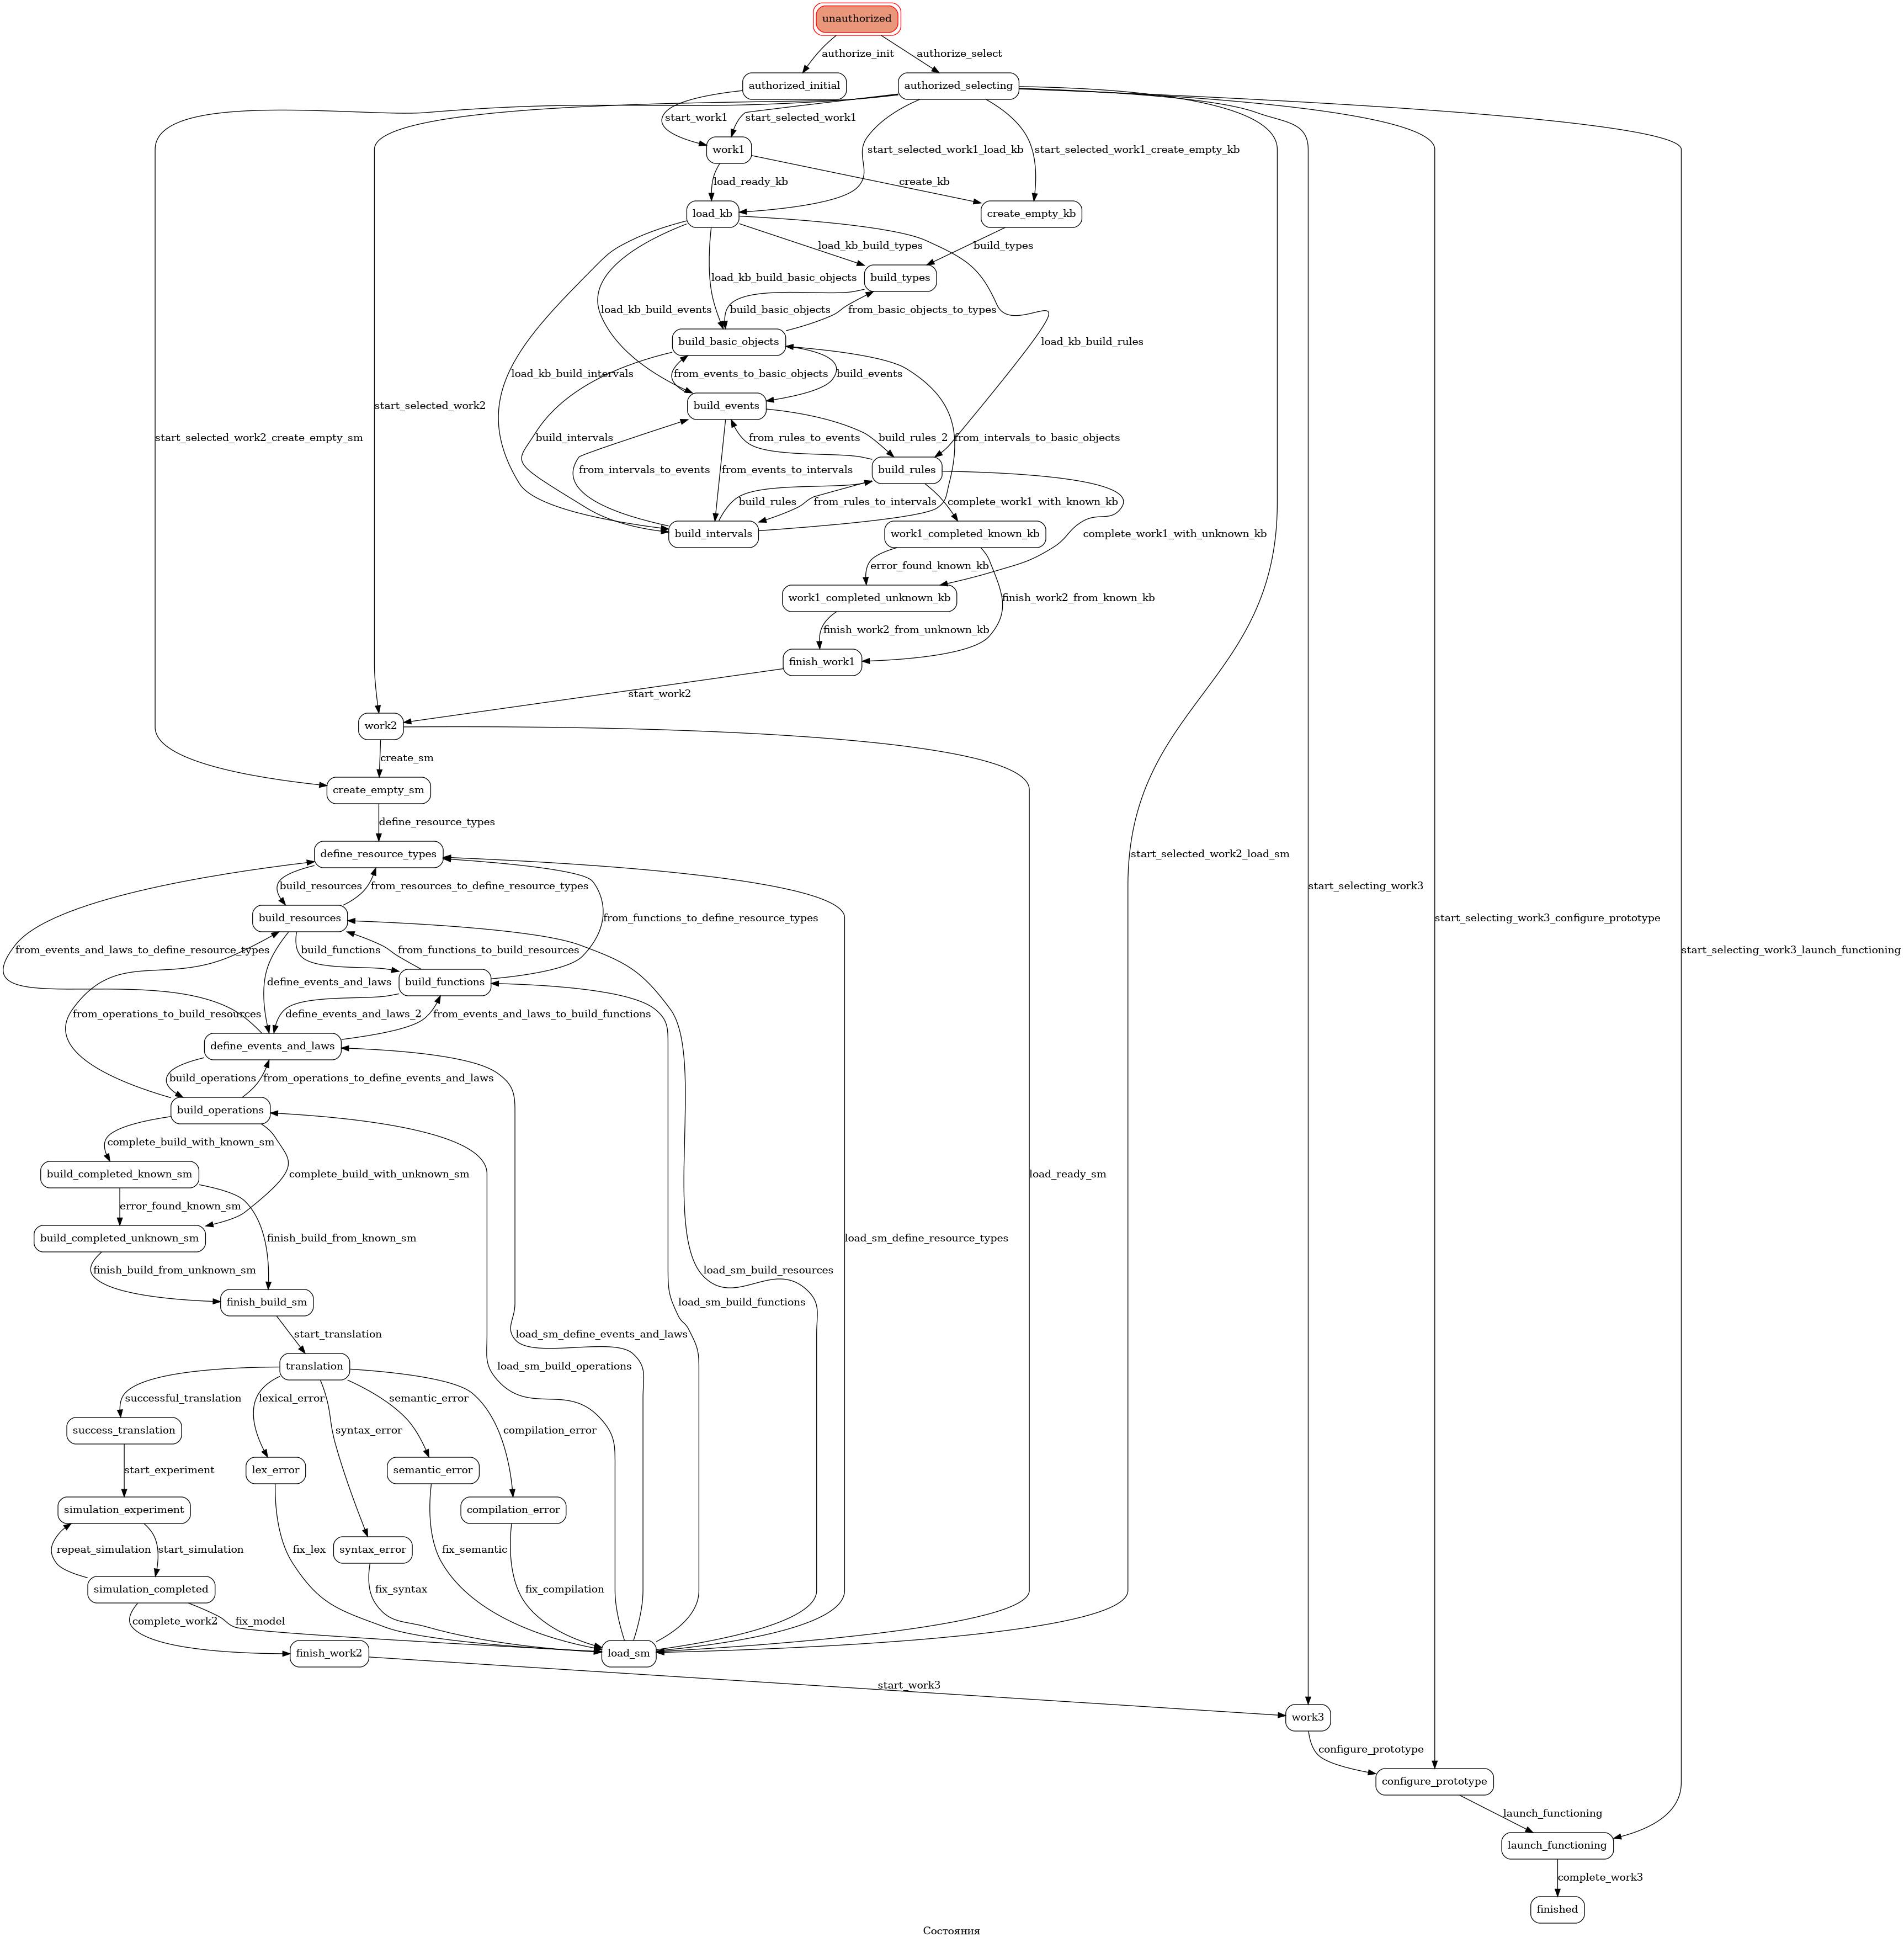 unauthorized
authorize_init
authorize_select
authorized_initial
authorized_selecting
start_work1
start_selected_work1
work1
start_selected_work1_load_kb
start_selected_work1_create_empty_kb
load_ready_kb
create_kb
load_kb
create_empty_kb
load_kb_build_types
build_types
load_kb_build_basic_objects
build_types
load_kb_build_events
build_basic_objects
from_basic_objects_to_types
build_basic_objects
load_kb_build_rules
load_kb_build_intervals
from_events_to_basic_objects
build_events
start_selected_work2
build_events
start_selected_work2_create_empty_sm
build_intervals
from_rules_to_events
build_rules_2
from_intervals_to_basic_objects
from_intervals_to_events
from_events_to_intervals
build_rules
build_rules
from_rules_to_intervals
complete_work1_with_known_kb
build_intervals
work1_completed_known_kb
complete_work1_with_unknown_kb
error_found_known_kb
work1_completed_unknown_kb
finish_work2_from_known_kb
finish_work2_from_unknown_kb
finish_work1
start_work2
work2
create_sm
create_empty_sm
define_resource_types
define_resource_types
start_selected_work2_load_sm
build_resources
from_resources_to_define_resource_types
start_selecting_work3
build_resources
from_functions_to_define_resource_types
start_selecting_work3_configure_prototype
from_events_and_laws_to_define_resource_types
build_functions
from_functions_to_build_resources
start_selecting_work3_launch_functioning
define_events_and_laws
build_functions
from_operations_to_build_resources
define_events_and_laws_2
from_events_and_laws_to_build_functions
define_events_and_laws
build_operations
from_operations_to_define_events_and_laws
build_operations
complete_build_with_known_sm
build_completed_known_sm
complete_build_with_unknown_sm
load_ready_sm
error_found_known_sm
build_completed_unknown_sm
finish_build_from_known_sm
load_sm_define_resource_types
finish_build_from_unknown_sm
load_sm_build_resources
finish_build_sm
load_sm_build_functions
start_translation
load_sm_define_events_and_laws
translation
load_sm_build_operations
successful_translation
lexical_error
semantic_error
success_translation
syntax_error
compilation_error
start_experiment
lex_error
semantic_error
simulation_experiment
compilation_error
repeat_simulation
start_simulation
fix_lex
syntax_error
fix_semantic
simulation_completed
fix_syntax
fix_compilation
complete_work2
fix_model
finish_work2
load_sm
start_work3
work3
configure_prototype
configure_prototype
launch_functioning
launch_functioning
complete_work3
finished
Состояния